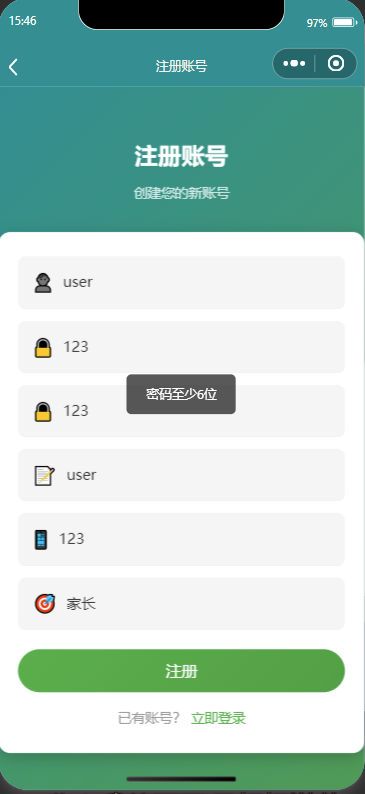 15:46
97%
注册账号
注册账号
创建您的新账号
user
123
密码至少6位
123
user
123
家长
注册
已有账号？ 立即登录